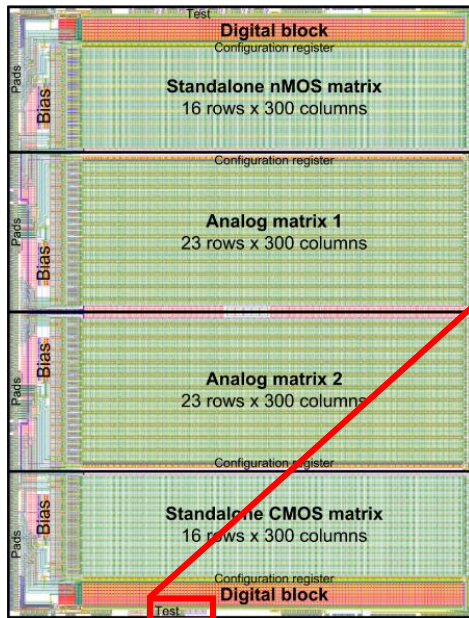 Test
Digital block
Configuration register
Pads
Bias
Standalone nMOS matrix
16 rows x 300 columns
Configuration register
Pads
Bias
Analog matrix 1
23 rows x 300 columns
Pads
Bias
Analog matrix 2
23 rows x 300 columns
Configuration register
Pads
Bias
Standalone CMOS matrix
16 rows x 300 columns
Configuration register
Digital block
Test